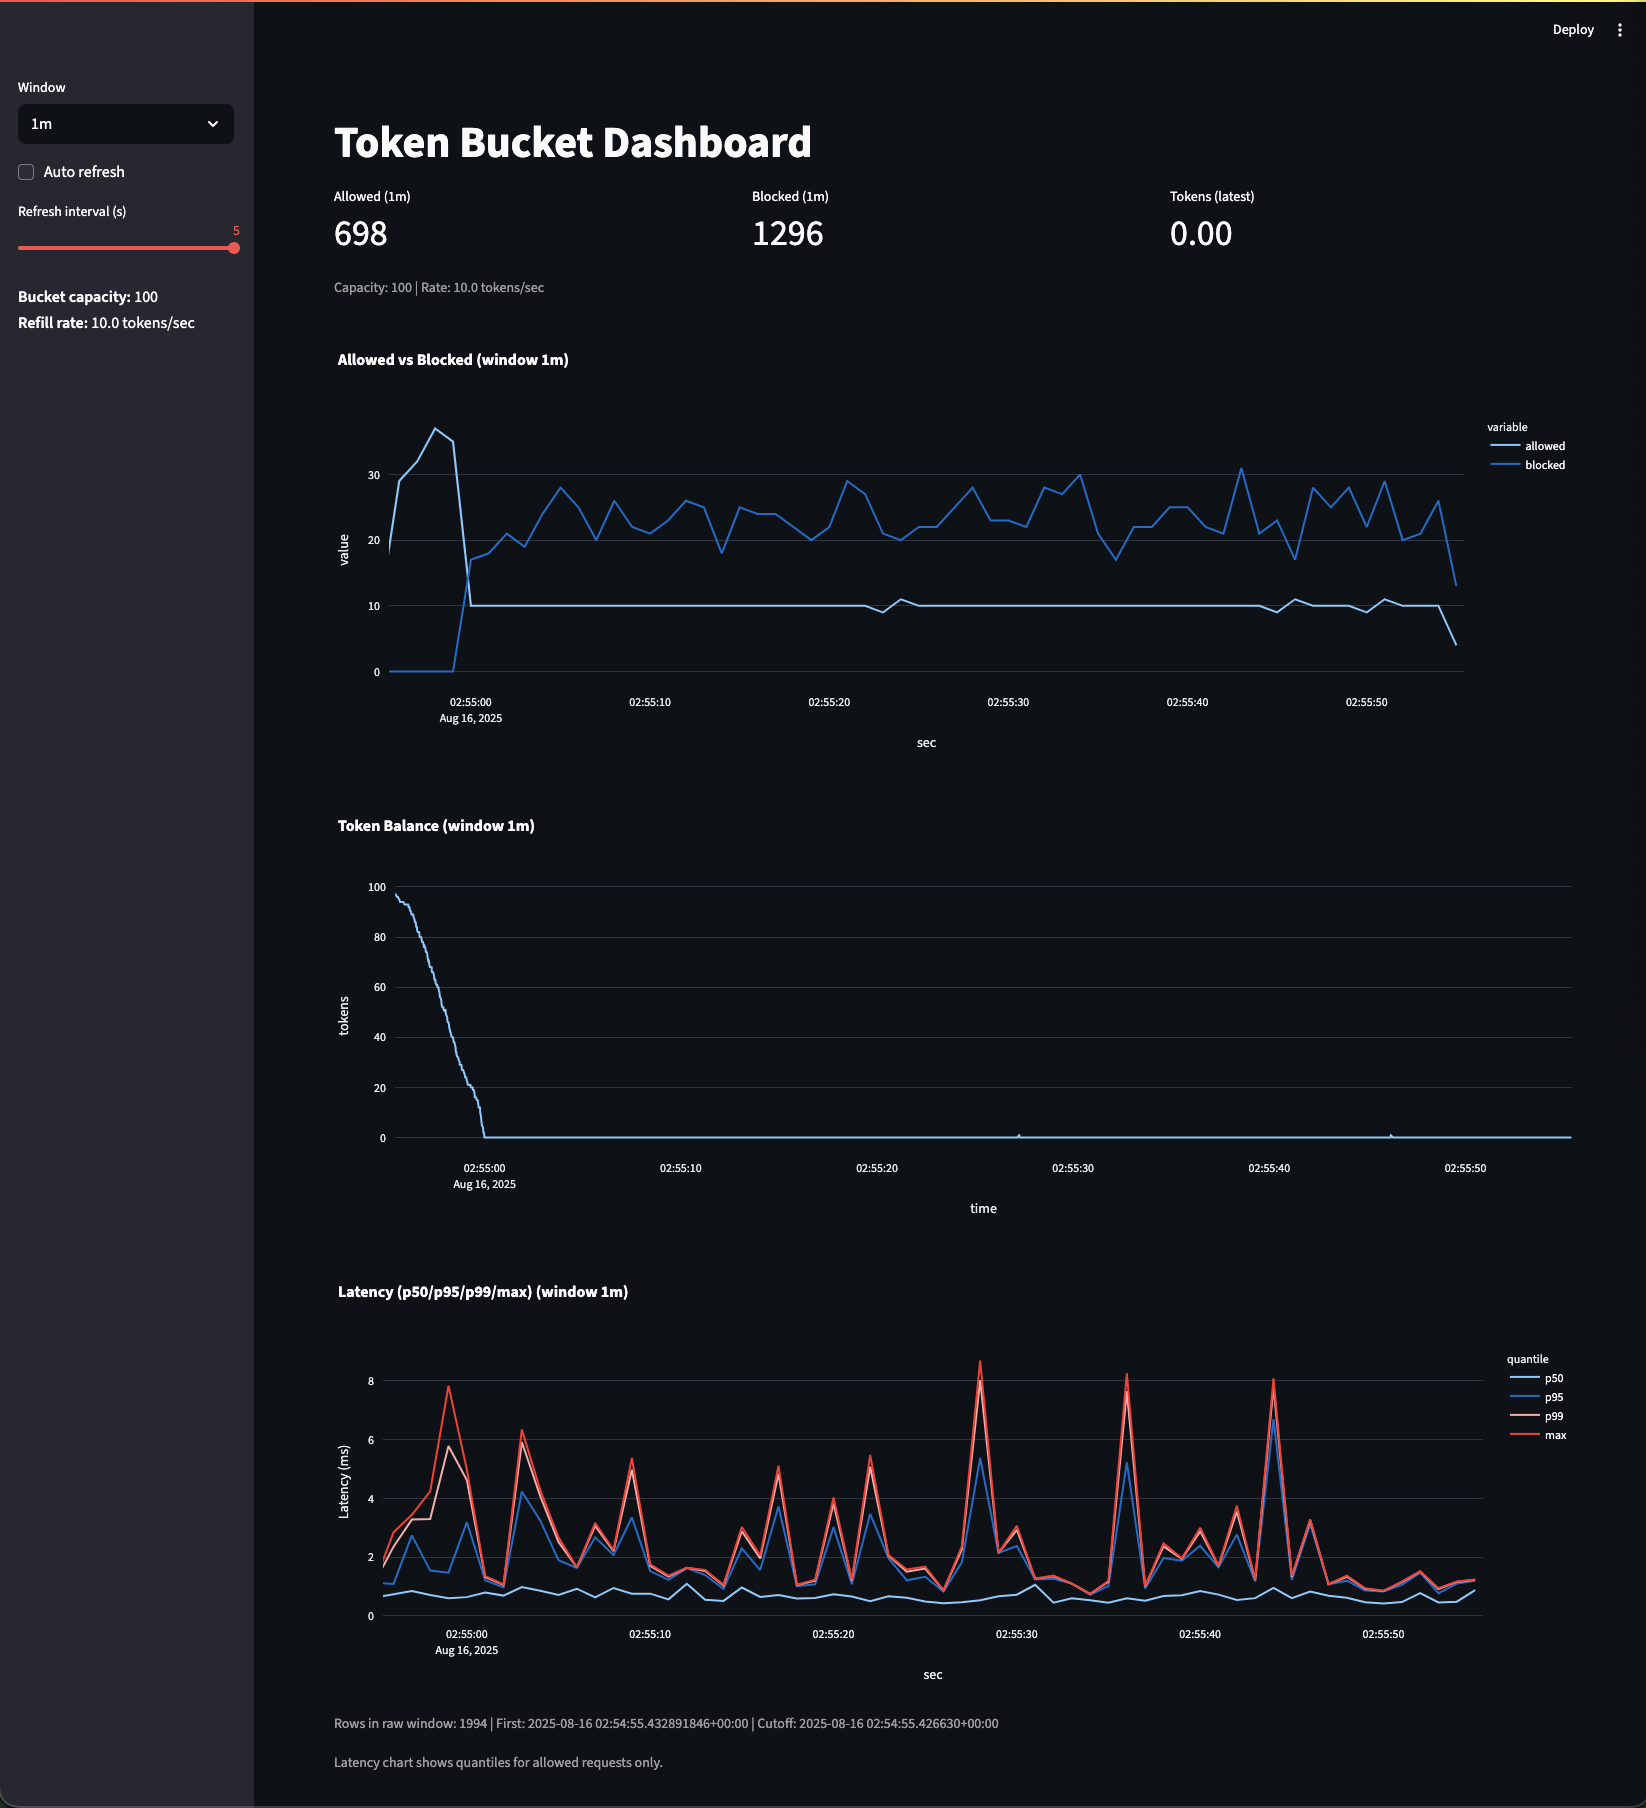 Deploy
Window
1m
Auto refresh
Refresh interval (s)
5
Bucket capacity: 100
Refill rate: 10.0 tokens/sec
Token Bucket Dashboard
Allowed (1m) Blocked (1m) Tokens (latest)
698 1296 0.00
Capacity: 100 | Rate: 10.0 tokens/sec
Allowed vs Blocked (window 1m)
variable
allowed
blocked
30
20
10
0
value
02:55:00 02:55:10 02:55:20 02:55:30 02:55:40 02:55:50
Aug 16, 2025
sec
Token Balance (window 1m)
100
80
60
40
20
0
tokens
02:55:00 02:55:10 02:55:20 02:55:30 02:55:40 02:55:50
Aug 16, 2025
time
Latency (p50/p95/p99/max) (window 1m)
quantile
p50
p95
p99
max
8
6
4
2
0
Latency (ms)
02:55:00 02:55:10 02:55:20 02:55:30 02:55:40 02:55:50
Aug 16, 2025
sec
Rows in raw window: 1994 | First: 2025-08-16 02:54:55.432891846+00:00 | Cutoff: 2025-08-16 02:54:55.426630+00:00
Latency chart shows quantiles for allowed requests only.